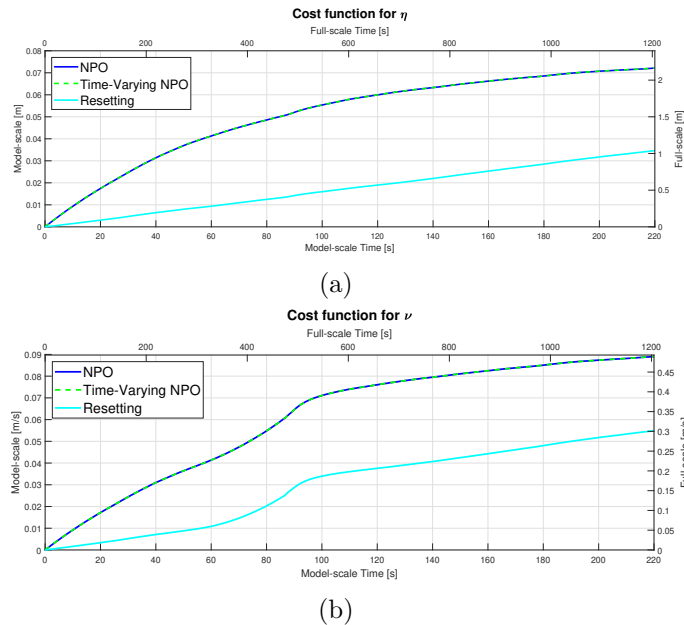 Cost function for η
Full-scale Time [s]
0 200 400 600 800 1000 1200
0.08
0.07
0.06
0.05
0.04
0.03
0.02
0.01
0
Model-scale [m]
NPO
Time-Varying NPO
Resetting
2
1.5
1
0.5
0
Full-scale [m]
0 20 40 60 80 100 120 140 160 180 200 220
Model-scale Time [s]
(a)
Cost function for ν
Full-scale Time [s]
0 200 400 600 800 1000 1200
0.09
0.08
0.07
0.06
0.05
0.04
0.03
0.02
0.01
0
Model-scale [m/s]
NPO
Time-Varying NPO
Resetting
0.45
0.4
0.35
0.3
0.25
0.2
0.15
0.1
0.05
0
Full-scale [m/s]
0 20 40 60 80 100 120 140 160 180 200 220
Model-scale Time [s]
(b)